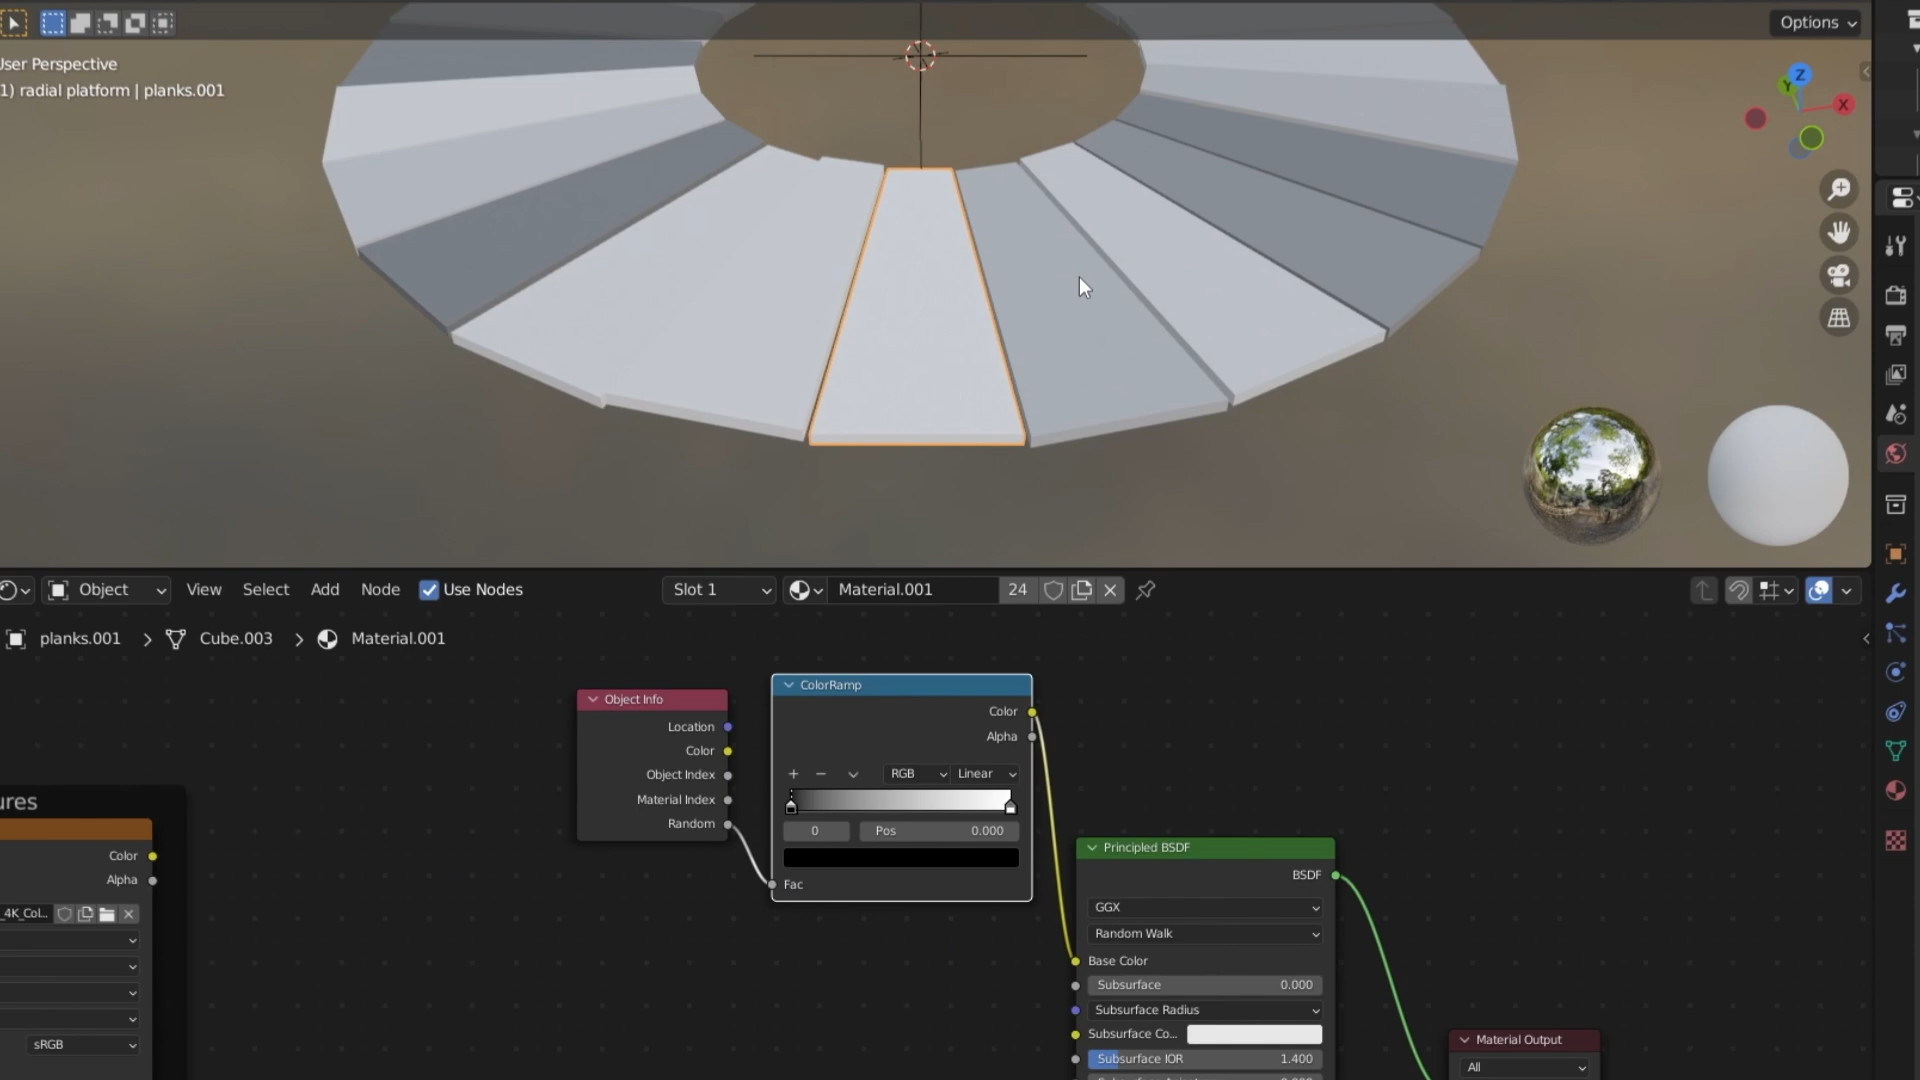 Options
User Perspective
1) radial platform | planks.001
Z
Y
X
Object
View
Select
Add
Node
Use Nodes
Slot 1
Material.001
24
planks.001 > Cube.003 > Material.001
ColorRamp
Object Info
Color
Location
Alpha
Color
Object Index
+ −
RGB
Linear
Material Index
Random
0
Pos 0.000
Fac
ures
Color
Alpha
_4K_Col...
sRGB
Principled BSDF
BSDF
GGX
Random Walk
Base Color
Subsurface 0.000
Subsurface Radius
Subsurface Co...
Subsurface IOR 1.400
Material Output
All